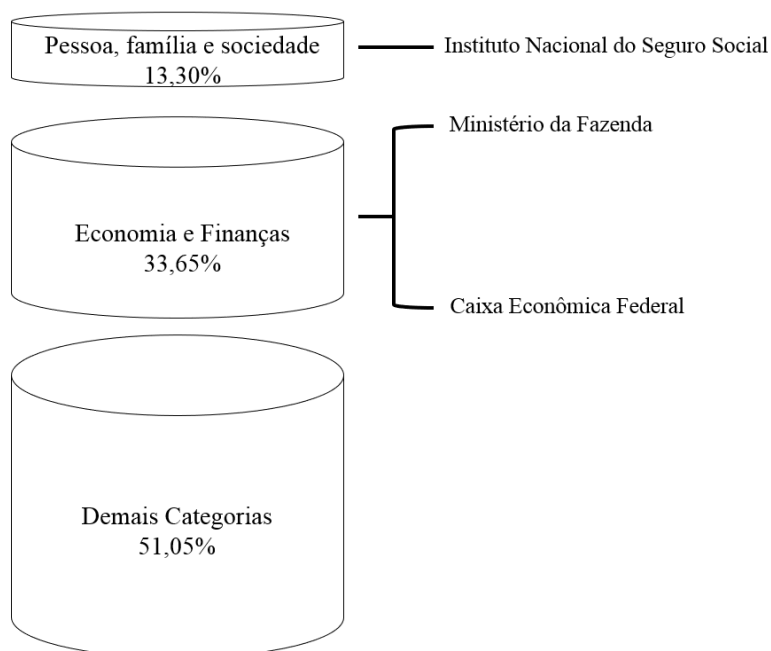 Pessoa, família e sociedade
13,30%
Instituto Nacional do Seguro Social
Ministério da Fazenda
Economia e Finanças
33,65%
Caixa Econômica Federal
Demais Categorias
51,05%